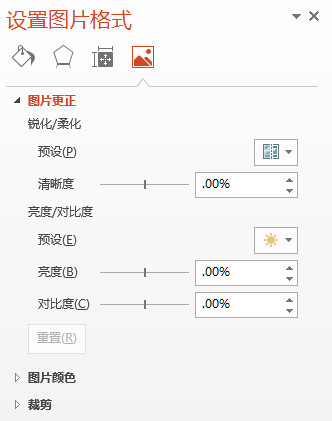 设置图片格式
图片更正
锐化/柔化
预设(P)
清晰度 .00%
亮度/对比度
预设(E)
亮度(B) .00%
对比度(C) .00%
重置(R)
图片颜色
裁剪